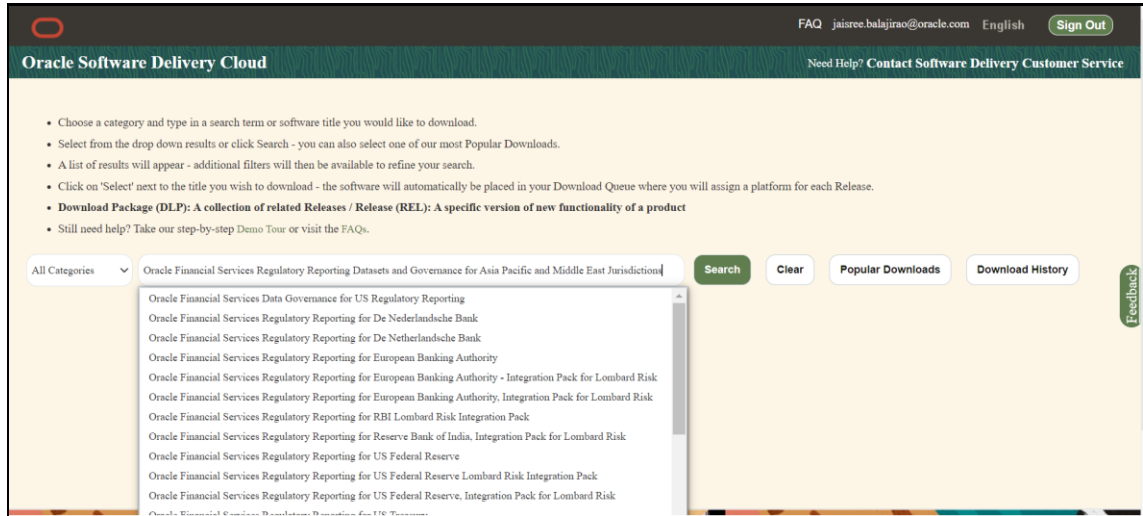 FAQ jaisree.balajirao@oracle.com English Sign Out
Oracle Software Delivery Cloud Need Help? Contact Software Delivery Customer Service
• Choose a category and type in a search term or software title you would like to download.
• Select from the drop down results or click Search - you can also select one of our most Popular Downloads.
• A list of results will appear - additional filters will then be available to refine your search.
• Click on 'Select' next to the title you wish to download - the software will automatically be placed in your Download Queue where you will assign a platform for each Release.
• Download Package (DLP): A collection of related Releases / Release (REL): A specific version of new functionality of a product
• Still need help? Take our step-by-step Demo Tour or visit the FAQs.
All Categories Oracle Financial Services Regulatory Reporting Datasets and Governance for Asia Pacific and Middle East Jurisdictions Search Clear Popular Downloads Download History
Feedback
Oracle Financial Services Data Governance for US Regulatory Reporting
Oracle Financial Services Regulatory Reporting for De Nederlandsche Bank
Oracle Financial Services Regulatory Reporting for De Netherlandsche Bank
Oracle Financial Services Regulatory Reporting for European Banking Authority
Oracle Financial Services Regulatory Reporting for European Banking Authority - Integration Pack for Lombard Risk
Oracle Financial Services Regulatory Reporting for European Banking Authority, Integration Pack for Lombard Risk
Oracle Financial Services Regulatory Reporting for RBI Lombard Risk Integration Pack
Oracle Financial Services Regulatory Reporting for Reserve Bank of India, Integration Pack for Lombard Risk
Oracle Financial Services Regulatory Reporting for US Federal Reserve
Oracle Financial Services Regulatory Reporting for US Federal Reserve Lombard Risk Integration Pack
Oracle Financial Services Regulatory Reporting for US Federal Reserve, Integration Pack for Lombard Risk
Oracle Financial Services Regulatory Reporting for US Treasury